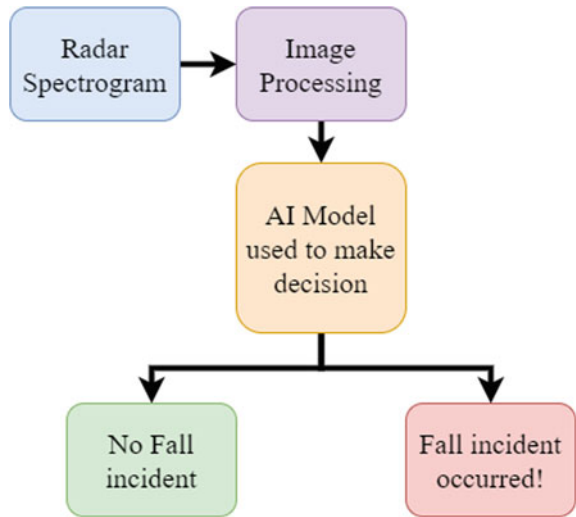 Radar
Spectrogram
Image
Processing
AI Model
used to make
decision
No Fall
incident
Fall incident
occurred!